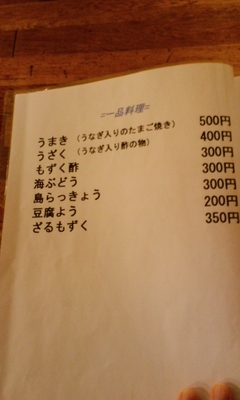 =一品料理=
うまき （うなぎ入りのたまご焼き） 500円
うざく （うなぎ入り酢の物） 400円
もずく酢 300円
海ぶどう 300円
島らっきょう 300円
豆腐よう 200円
ざるもずく 350円